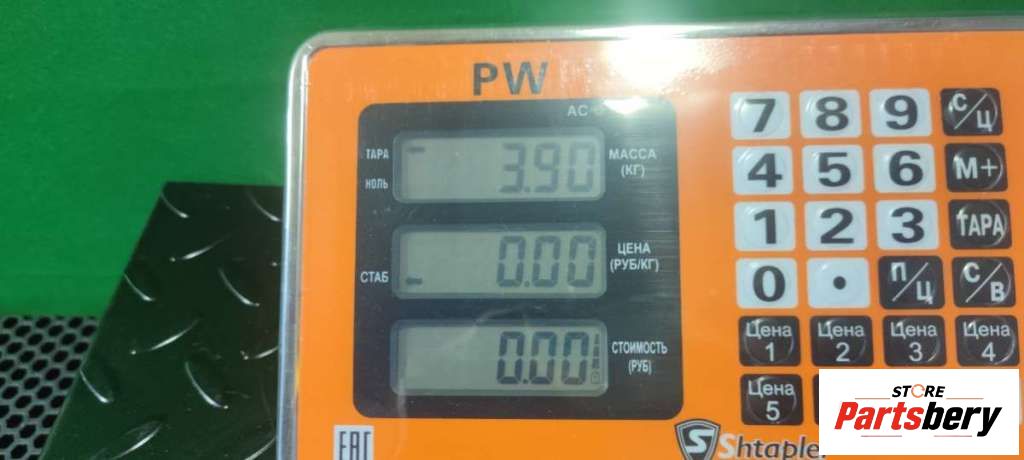 PW
AC
ТАРА
НОЛЬ
3.90
МАССА
(КГ)
СТАБ
0.00
ЦЕНА
(РУБ/КГ)
0.00
СТОИМОСТЬ
(РУБ)
7 8 9 С/Ц
4 5 6 М+
1 2 3 ТАРА
0 • П/Ц С/В
Цена 1 Цена 2 Цена 3 Цена 4
Цена 5
EAC
S Shtapler
STORE
Partsbery